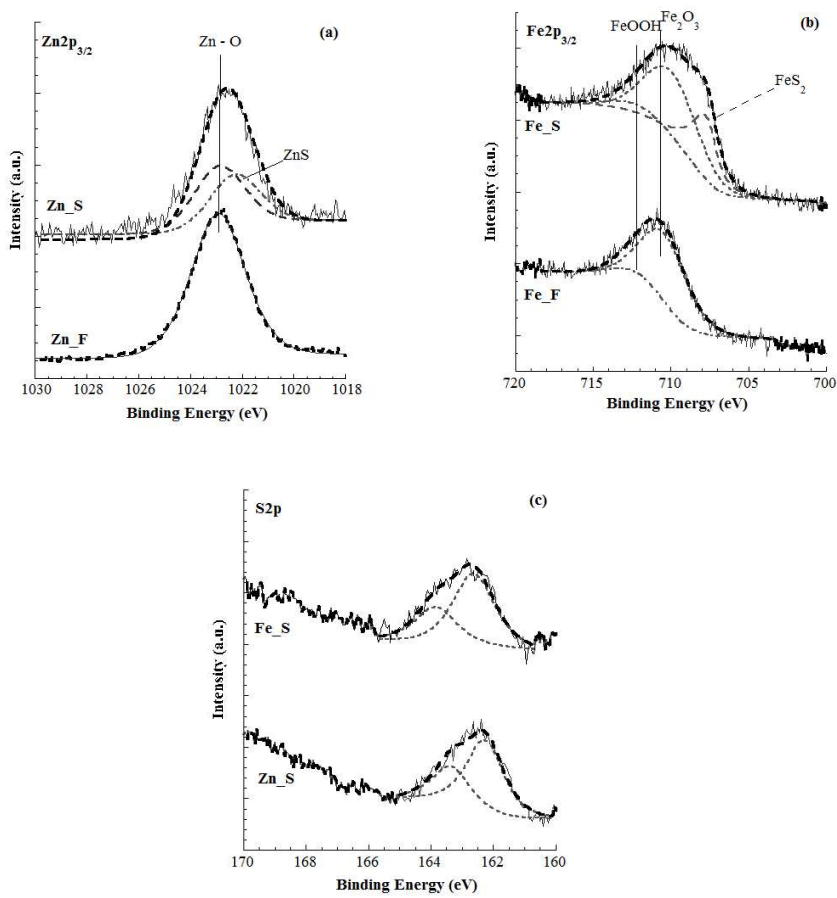 (a)
Zn2p3/2
Zn - O
ZnS
Zn_S
Zn_F
Intensity (a.u.)
1030 1028 1026 1024 1022 1020 1018
Binding Energy (eV)
(b)
Fe2p3/2
FeOOH
Fe2O3
FeS2
Fe_S
Fe_F
Intensity (a.u.)
720 715 710 705 700
Binding Energy (eV)
(c)
S2p
Fe_S
Zn_S
Intensity (a.u.)
170 168 166 164 162 160
Binding Energy (eV)